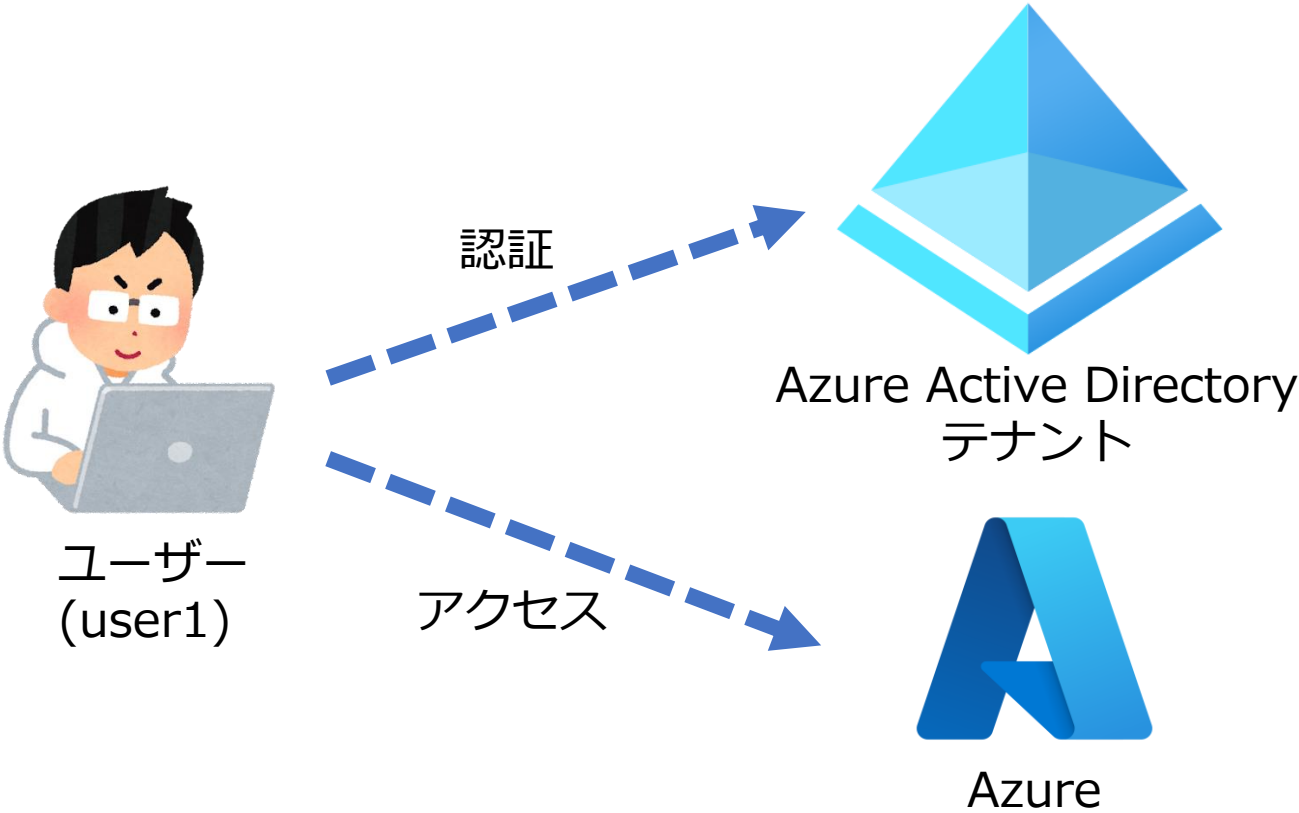 認証
Azure Active Directory
テナント
ユーザー
(user1)
アクセス
Azure